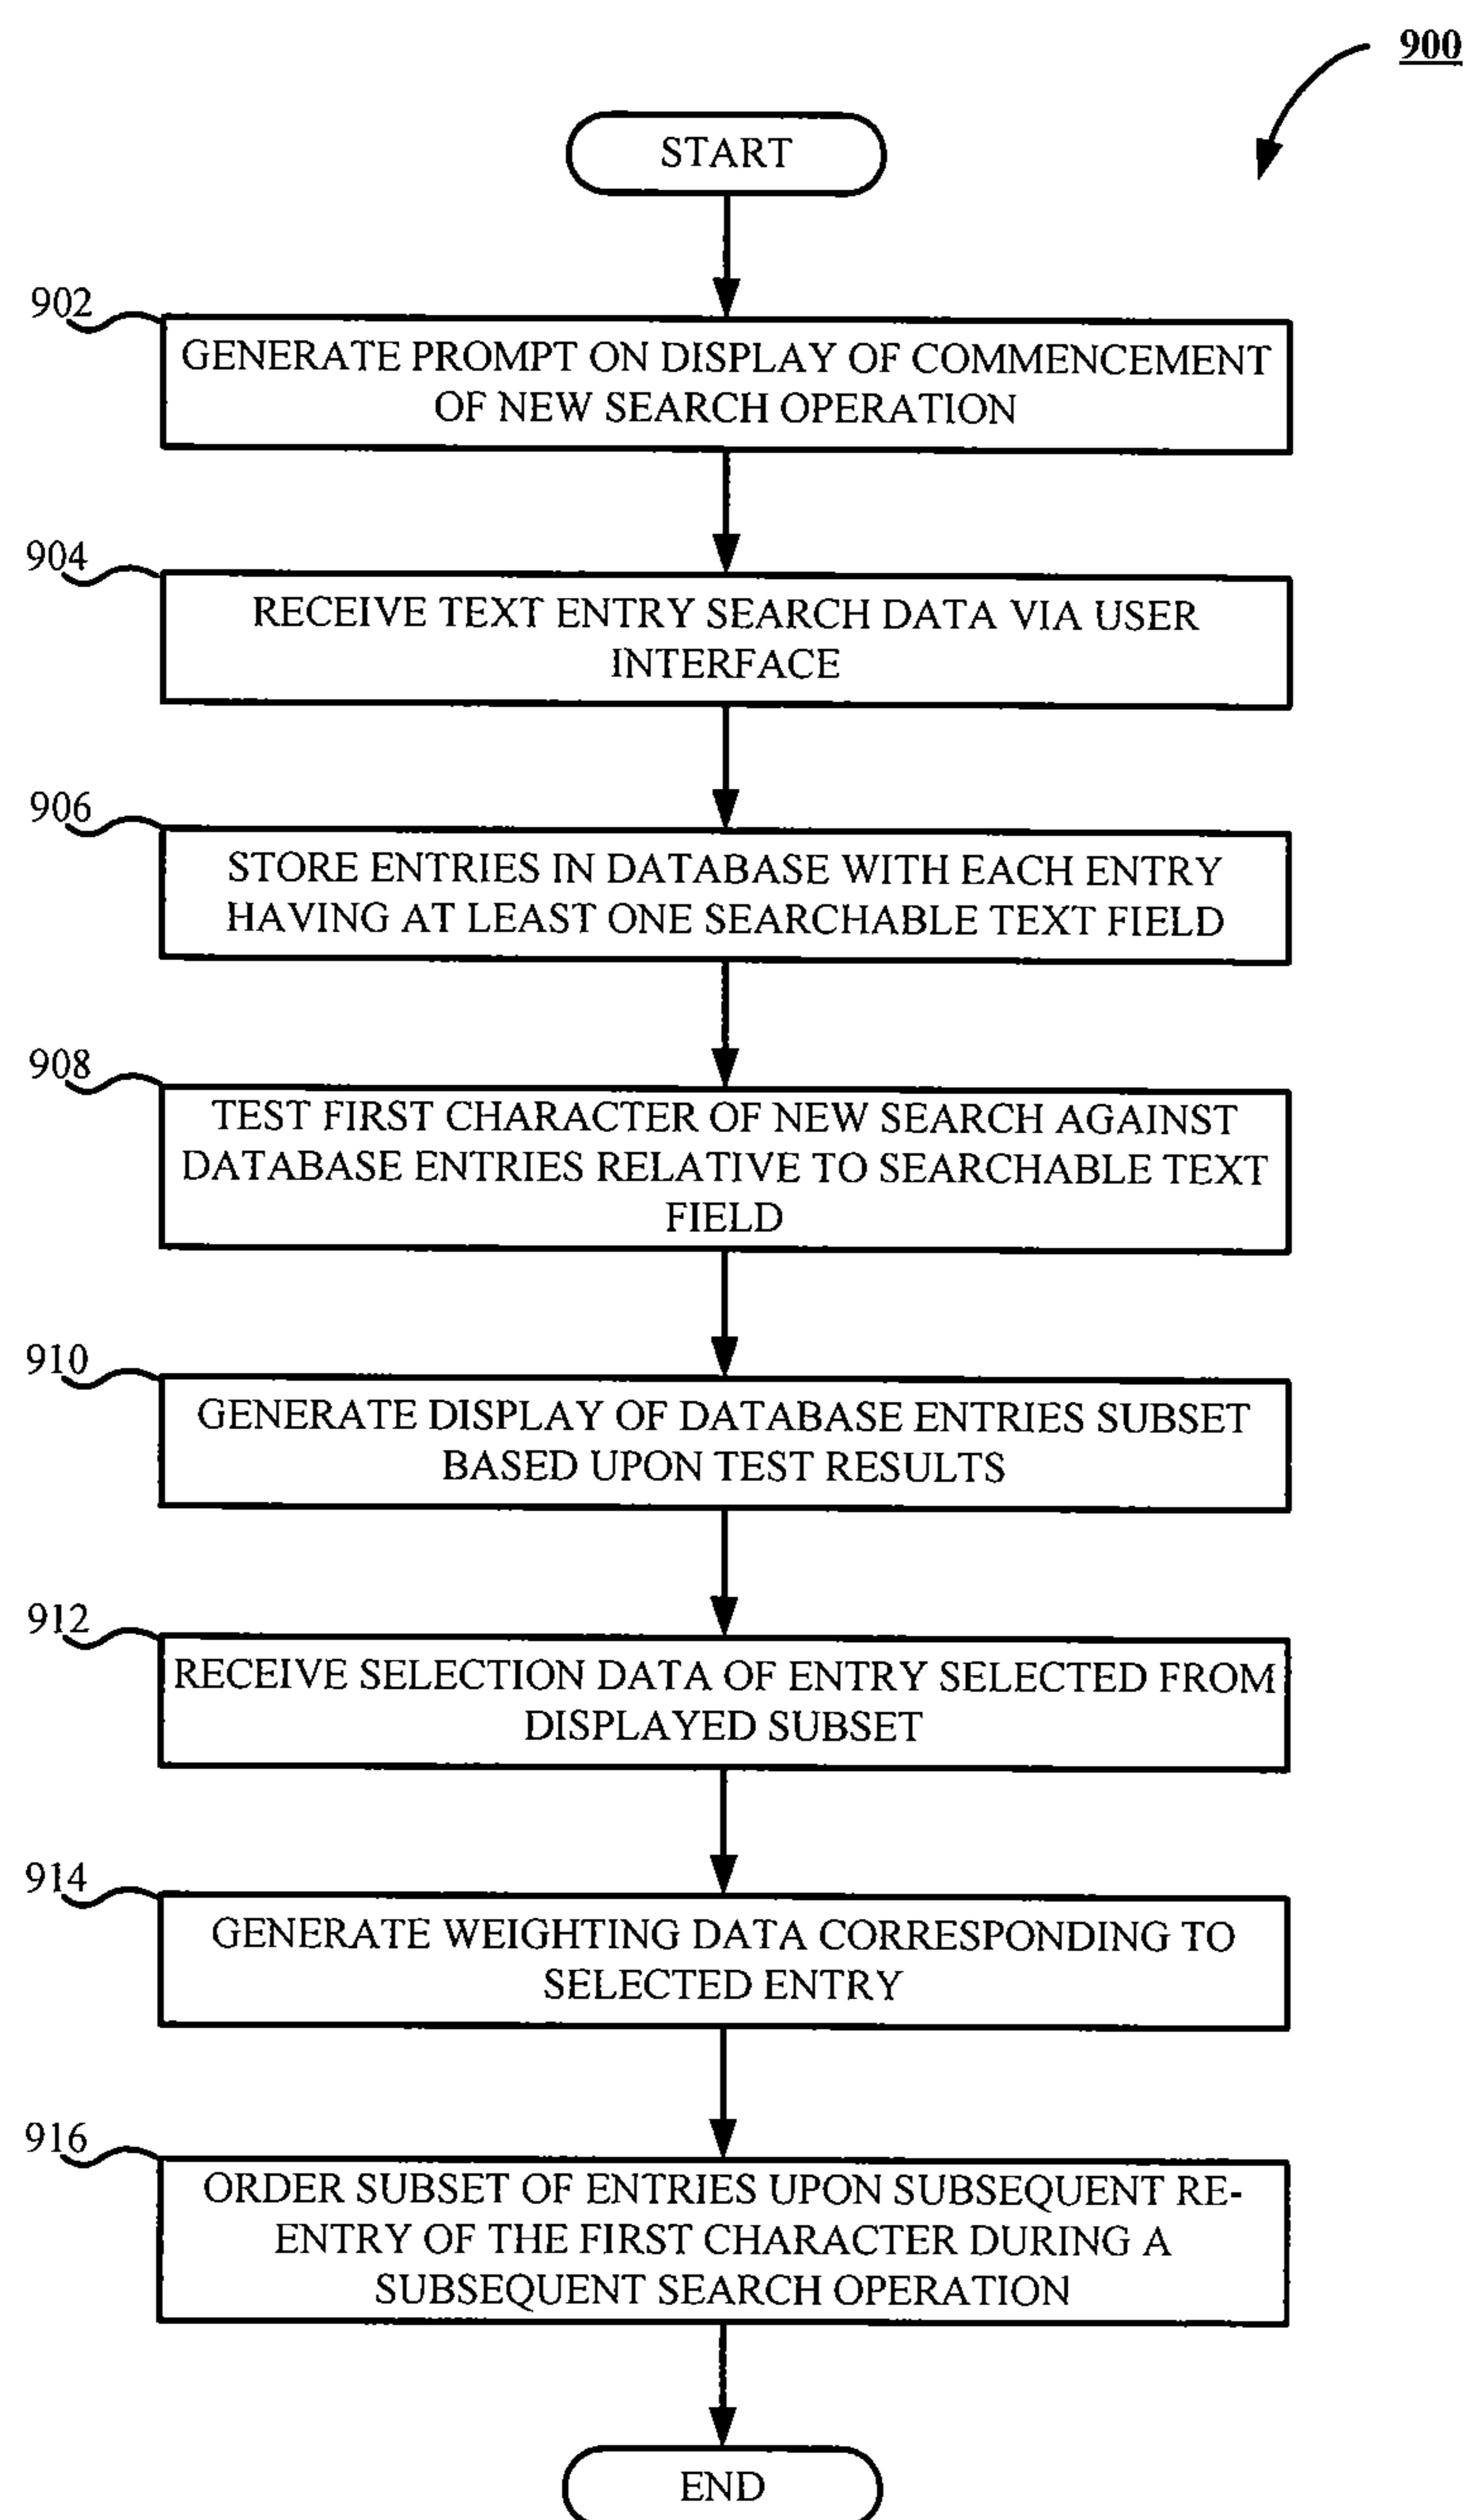 900
START
902
GENERATE PROMPT ON DISPLAY OF COMMENCEMENT
OF NEW SEARCH OPERATION
904
RECEIVE TEXT ENTRY SEARCH DATA VIA USER
INTERFACE
906
STORE ENTRIES IN DATABASE WITH EACH ENTRY
HAVING AT LEAST ONE SEARCHABLE TEXT FIELD
908
TEST FIRST CHARACTER OF NEW SEARCH AGAINST
DATABASE ENTRIES RELATIVE TO SEARCHABLE TEXT
FIELD
910
GENERATE DISPLAY OF DATABASE ENTRIES SUBSET
BASED UPON TEST RESULTS
912
RECEIVE SELECTION DATA OF ENTRY SELECTED FROM
DISPLAYED SUBSET
914
GENERATE WEIGHTING DATA CORRESPONDING TO
SELECTED ENTRY
916
ORDER SUBSET OF ENTRIES UPON SUBSEQUENT RE-
ENTRY OF THE FIRST CHARACTER DURING A
SUBSEQUENT SEARCH OPERATION
END